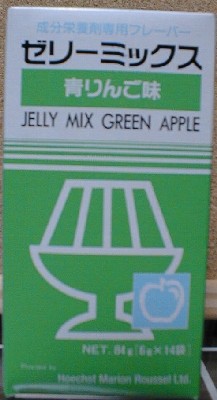 成分栄養剤専用フレーバー
ゼリーミックス
青りんご味
JELLY MIX GREEN APPLE
NET. 84g [6g×14袋]
Provided by
Hoechst Marion Roussel Ltd.